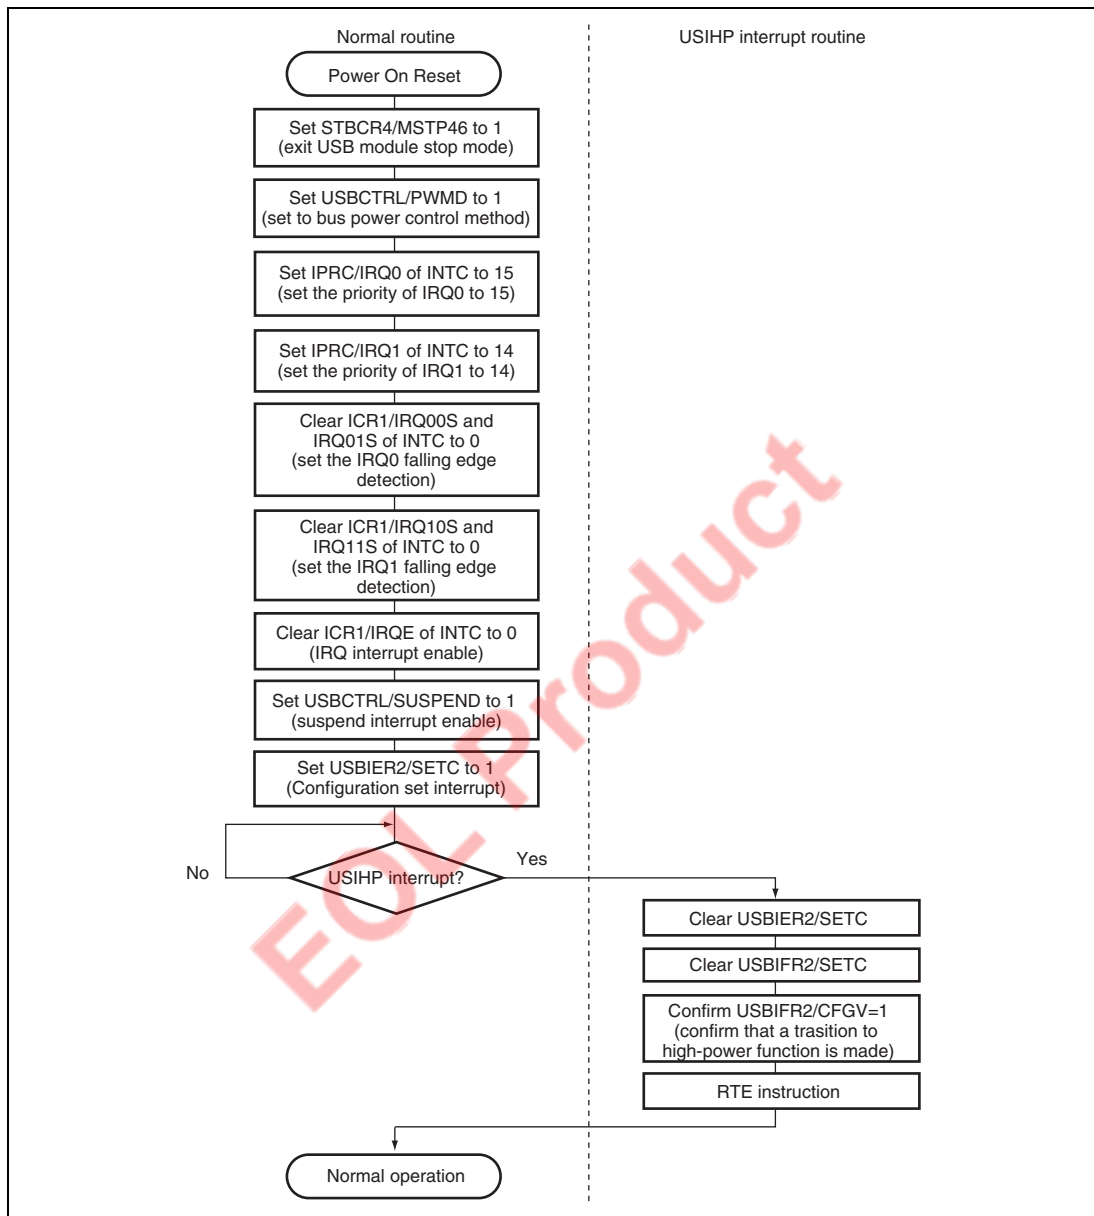 Normal routine
USIHP interrupt routine
Power On Reset
Set STBCR4/MSTP46 to 1
(exit USB module stop mode)
Set USBCTRL/PWMD to 1
(set to bus power control method)
Set IPRC/IRQ0 of INTC to 15
(set the priority of IRQ0 to 15)
Set IPRC/IRQ1 of INTC to 14
(set the priority of IRQ1 to 14)
Clear ICR1/IRQ00S and
IRQ01S of INTC to 0
(set the IRQ0 falling edge
detection)
Clear ICR1/IRQ10S and
IRQ11S of INTC to 0
(set the IRQ1 falling edge
detection)
Clear ICR1/IRQE of INTC to 0
(IRQ interrupt enable)
Set USBCTRL/SUSPEND to 1
(suspend interrupt enable)
Set USBIER2/SETC to 1
(Configuration set interrupt)
No
USIHP interrupt?
Yes
Clear USBIER2/SETC
Clear USBIFR2/SETC
Confirm USBIFR2/CFGV=1
(confirm that a trasition to
high-power function is made)
RTE instruction
Normal operation
EOL Product